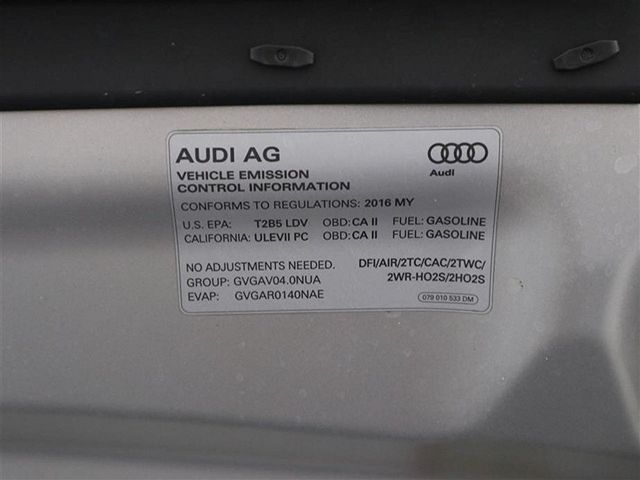 AUDI AG
Audi
VEHICLE EMISSION
CONTROL INFORMATION
CONFORMS TO REGULATIONS: 2016 MY
U.S. EPA: T2B5 LDV OBD: CA II FUEL: GASOLINE
CALIFORNIA: ULEVII PC OBD: CA II FUEL: GASOLINE
NO ADJUSTMENTS NEEDED.
GROUP: GVGAV04.0NUA
EVAP: GVGAR0140NAE
DFI/AIR/2TC/CAC/2TWC/
2WR-HO2S/2HO2S
079 010 533 DM